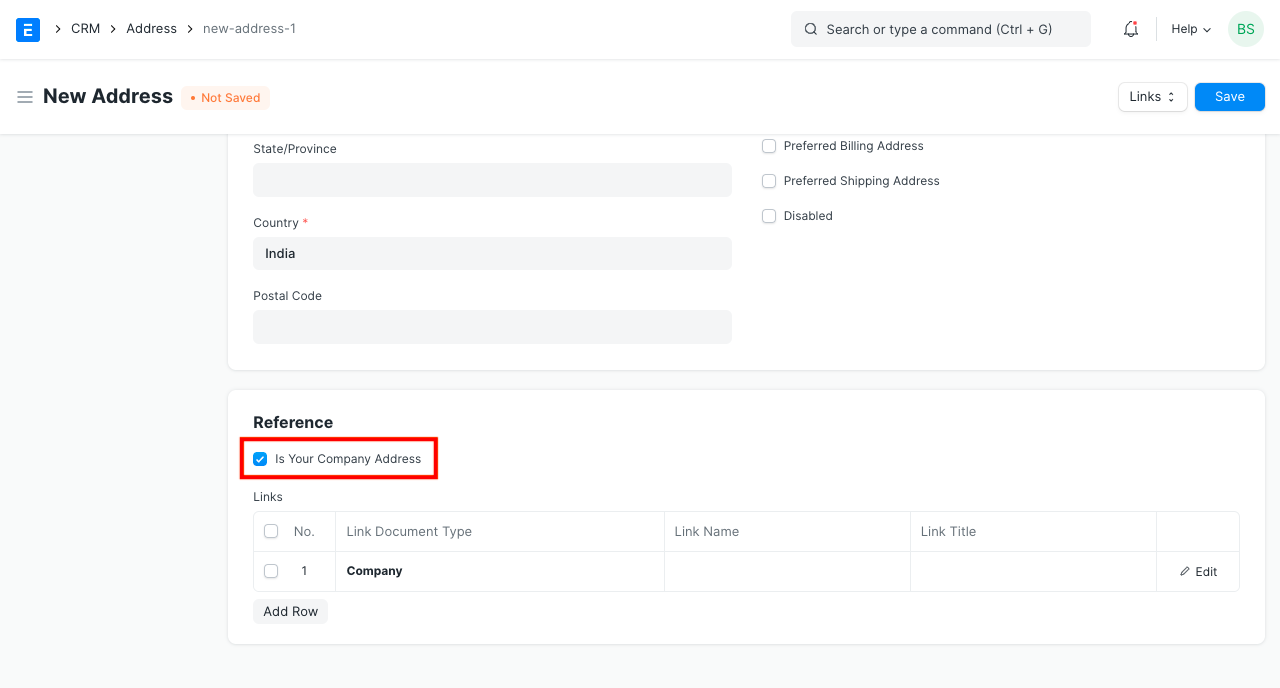 CRM Address new-address-1 Search or type a command (Ctrl + G) Help BS
New Address Not Saved Links Save
State/Province
Preferred Billing Address
Preferred Shipping Address
Disabled
Country *
India
Postal Code
Reference
Is Your Company Address
Links
No. Link Document Type Link Name Link Title
1 Company Edit
Add Row